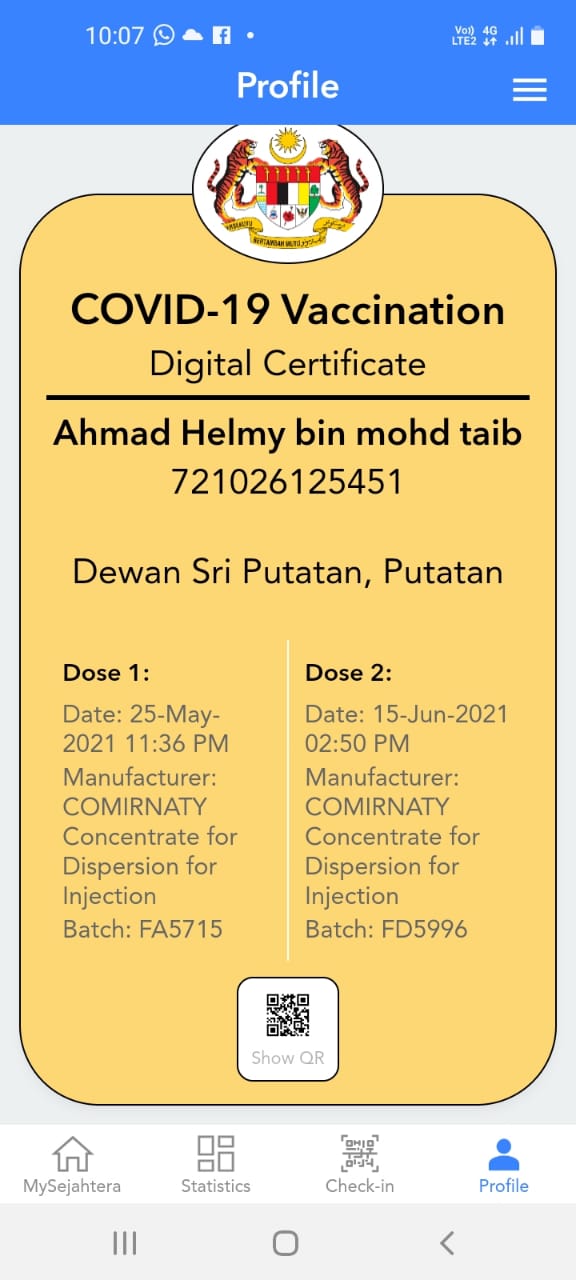 10:07
Vo)) 4G
LTE2
Profile
BERTAMBAH MUTU
COVID-19 Vaccination
Digital Certificate
Ahmad Helmy bin mohd taib
721026125451
Dewan Sri Putatan, Putatan
Dose 1:
Date: 25-May-
2021 11:36 PM
Manufacturer:
COMIRNATY
Concentrate for
Dispersion for
Injection
Batch: FA5715
Dose 2:
Date: 15-Jun-2021
02:50 PM
Manufacturer:
COMIRNATY
Concentrate for
Dispersion for
Injection
Batch: FD5996
Show QR
MySejahtera
Statistics
Check-in
Profile